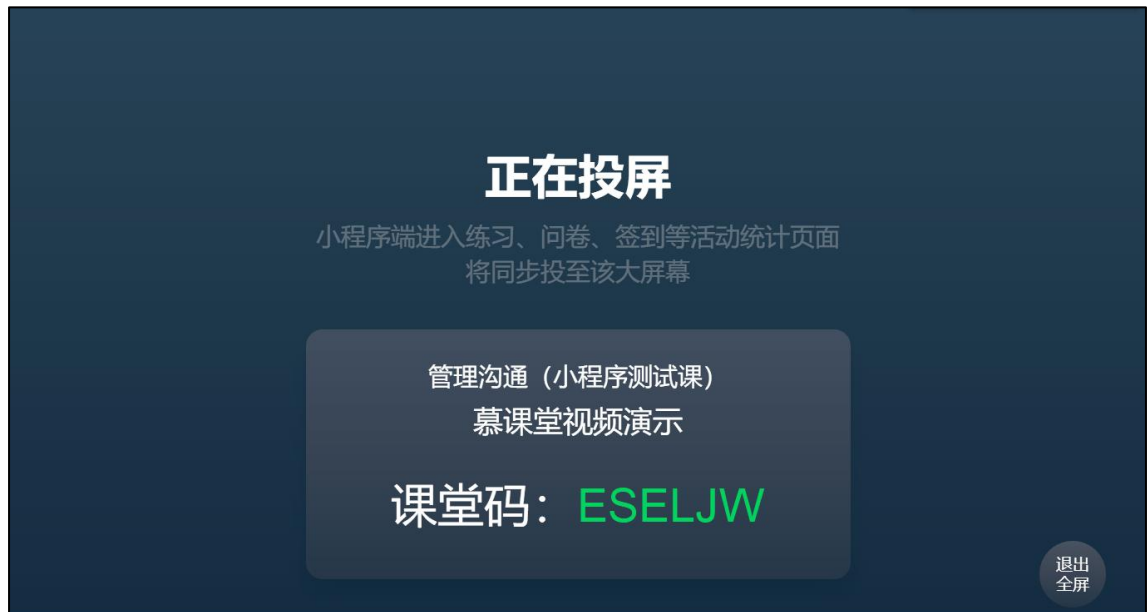 正在投屏
小程序端进入练习、问卷、签到等活动统计页面
将同步投至该大屏幕
管理沟通（小程序测试课）
慕课堂视频演示
课堂码：ESELJW
退出
全屏